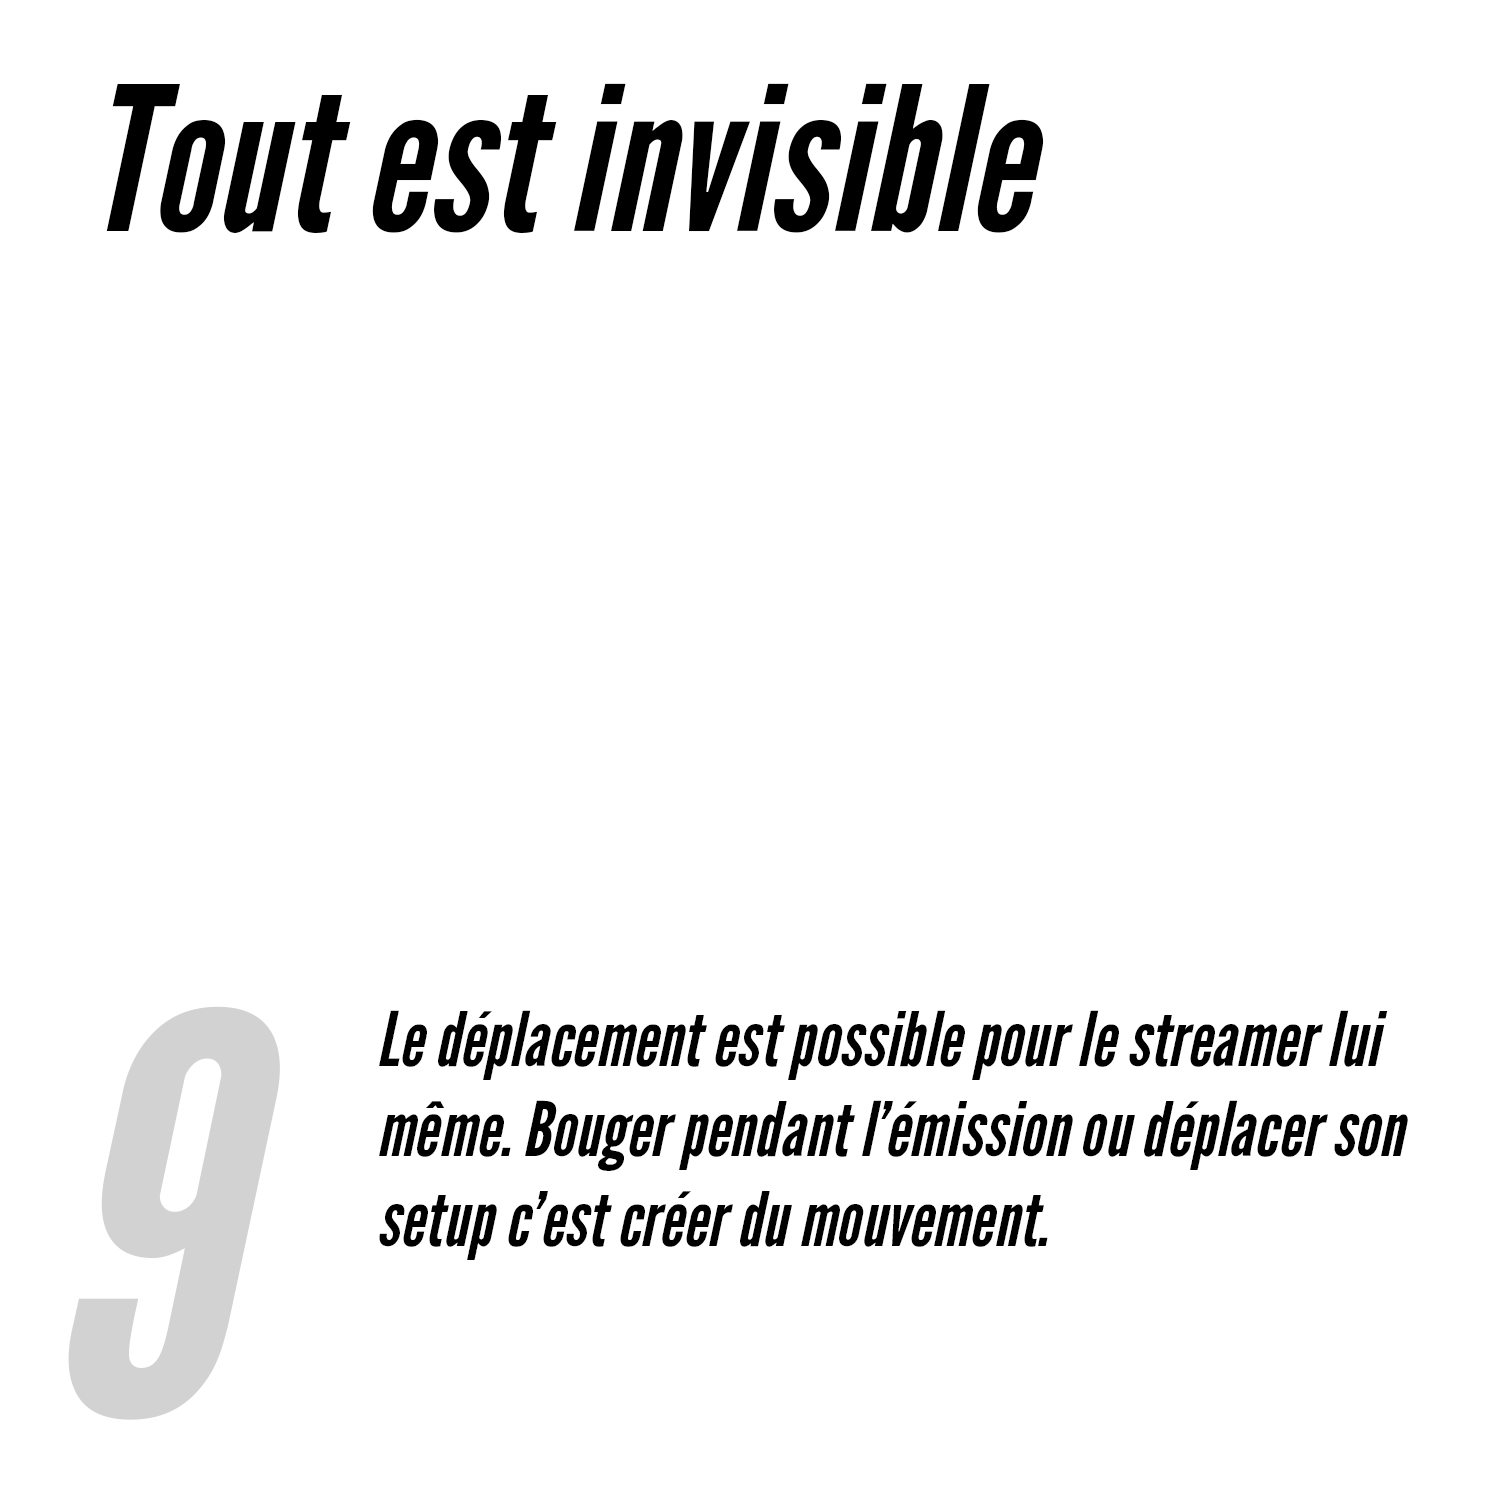 Tout est invisible
9
Le déplacement est possible pour le streamer lui
même. Bouger pendant l’émission ou déplacer son
setup c’est créer du mouvement.